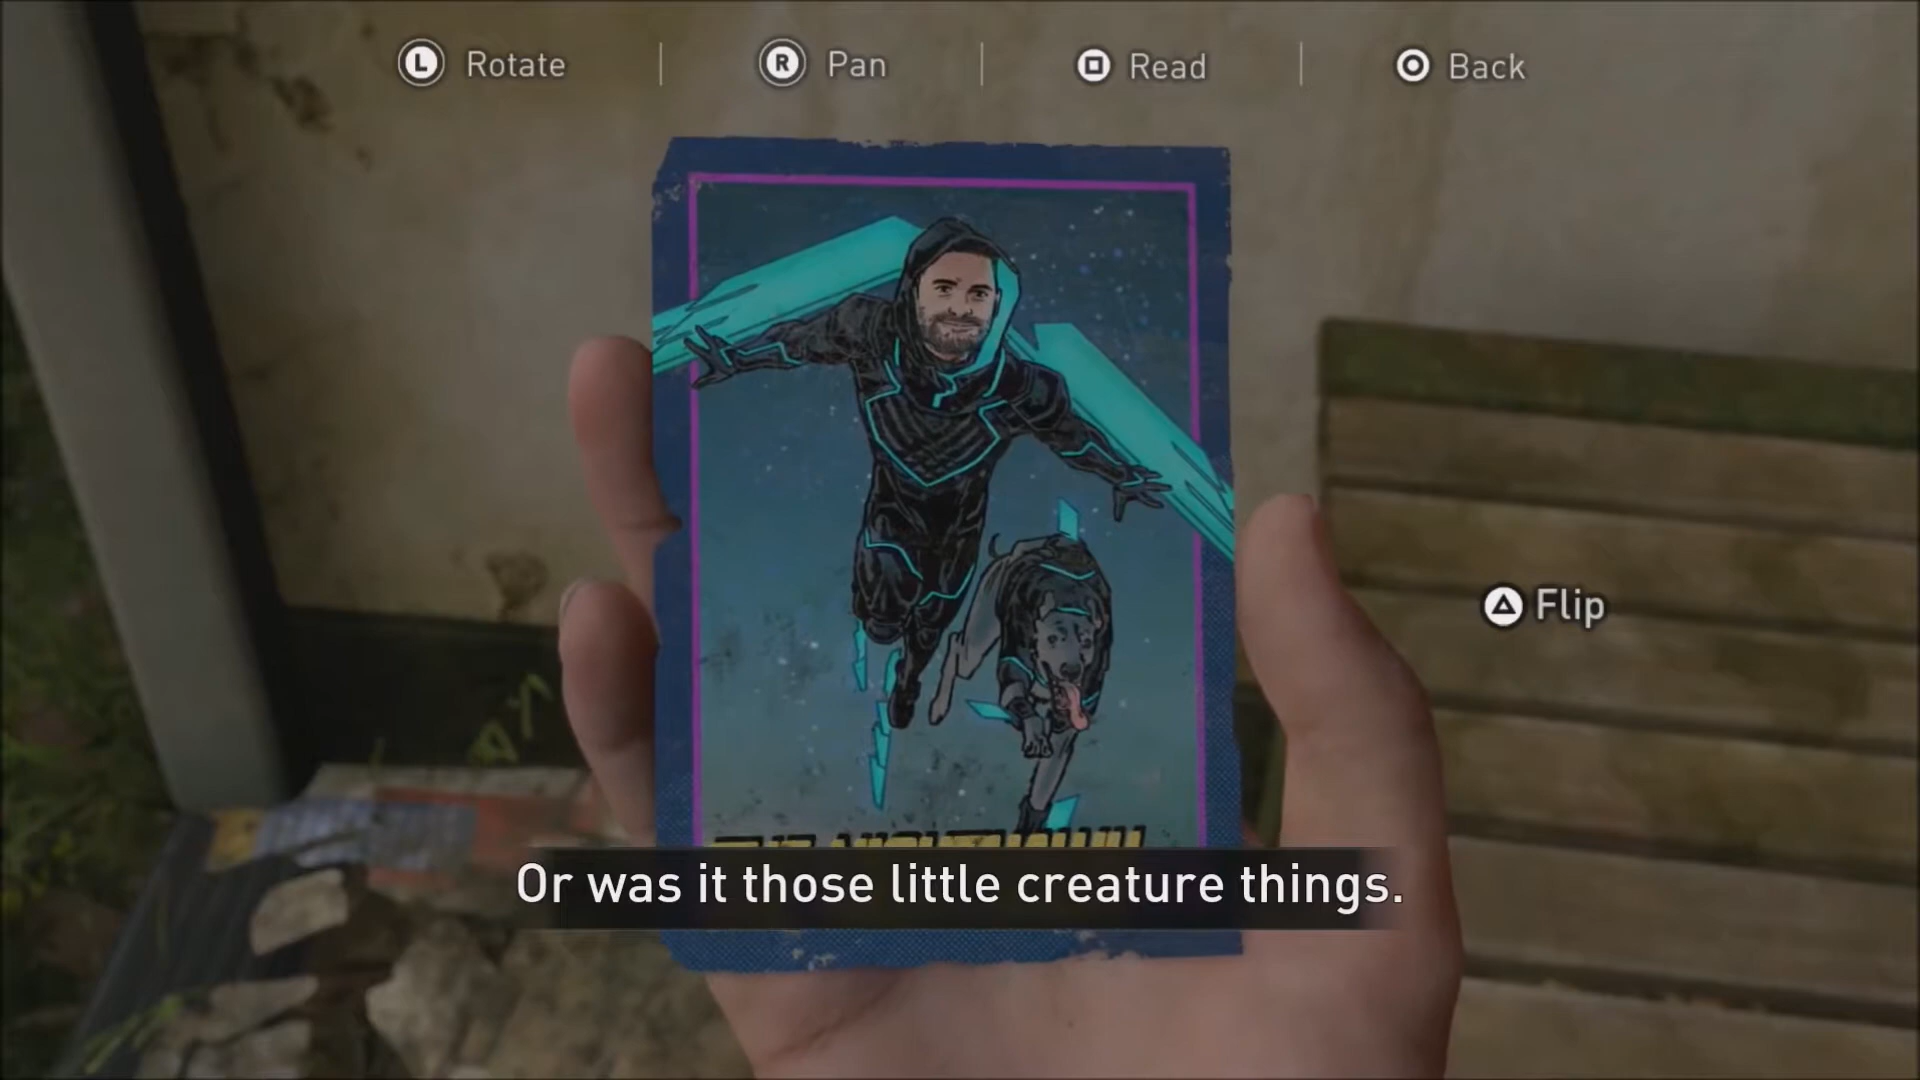 L Rotate
R Pan
Read
Back
Flip
Or was it those little creature things.